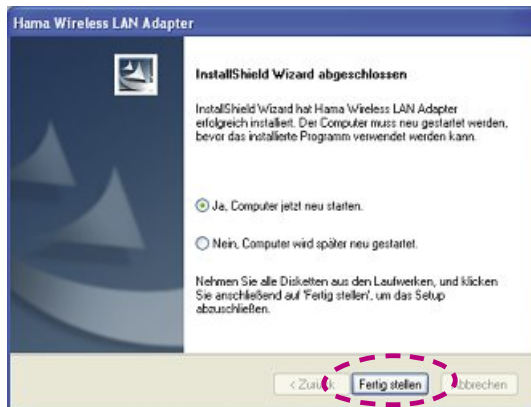 Hama Wireless LAN Adapter
InstallShield Wizard abgeschlossen
InstallShield Wizard hat Hama Wireless LAN Adapter
erfolgreich installiert. Der Computer muss neu gestartet werden,
bevor das installierte Programm verwendet werden kann.
Ja, Computer jetzt neu starten.
Nein, Computer wird später neu gestartet.
Nehmen Sie alle Disketten aus den Laufwerken, und klicken
Sie anschließend auf 'Fertig stellen', um das Setup
abzuschließen.
< Zurück Fertig stellen Abbrechen